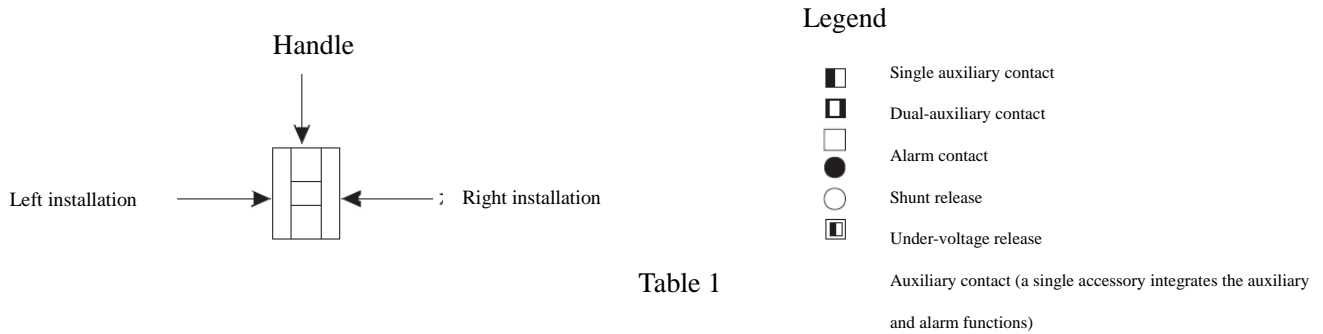 Legend
Handle
Single auxiliary contact
Dual-auxiliary contact
Alarm contact
Shunt release
Left installation
Right installation
Under-voltage release
Table 1
Auxiliary contact (a single accessory integrates the auxiliary
and alarm functions)